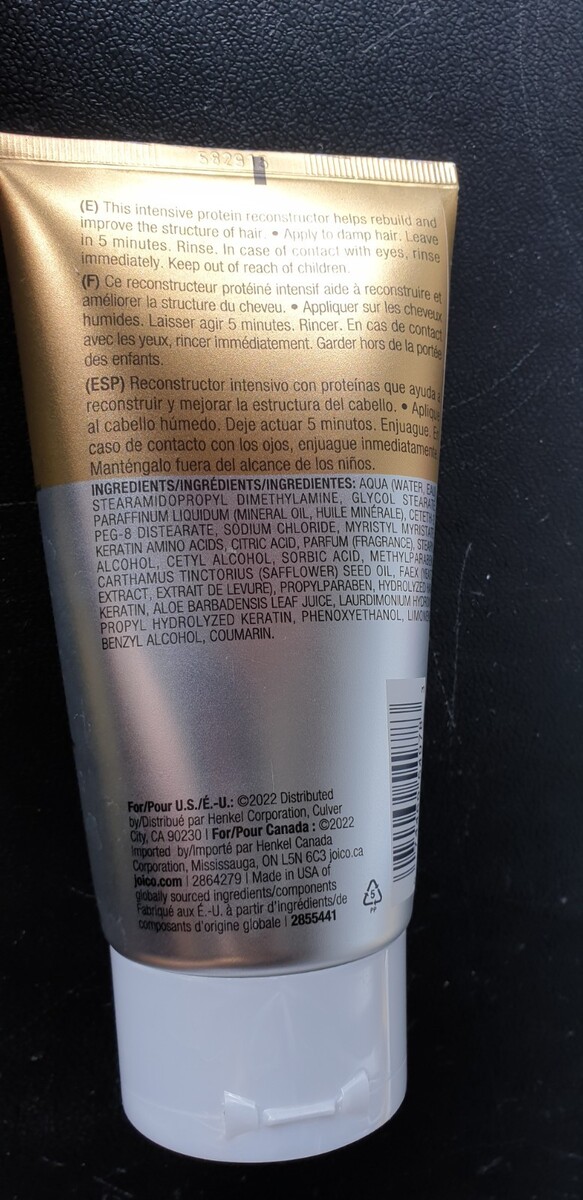 (E) This intensive protein reconstructor helps rebuild and
improve the structure of hair. • Apply to damp hair. Leave
in 5 minutes. Rinse. In case of contact with eyes, rinse
immediately. Keep out of reach of children.
(F) Ce reconstructeur protéiné intensif aide à reconstruire et
améliorer la structure du cheveu. • Appliquer sur les cheveux
humides. Laisser agir 5 minutes. Rincer. En cas de contact
avec les yeux, rincer immédiatement. Garder hors de la portée
des enfants.
(ESP) Reconstructor intensivo con proteínas que ayuda a
reconstruir y mejorar la estructura del cabello. •
al cabello húmedo. Deje actuar 5 minutos. Enjuague. En
caso de contacto con los ojos, enjuague
Manténgalo fuera del alcance de los niños.
INGREDIENTS/INGRÉDIENTS/INGREDIENTES: AQUA (WATER,
STEARAMIDOPROPYL DIMETHYLAMINE, GLYCOL
PARAFFINUM LIQUIDUM (MINERAL OIL, HUILE MINÉRALE),
PEG-8 DISTEARATE, SODIUM CHLORIDE, MYRISTYL
KERATIN AMINO ACIDS, CITRIC ACID, PARFUM (FRAGRANCE),
ALCOHOL, CETYL ALCOHOL, SORBIC ACID,
CARTHAMUS TINCTORIUS (SAFFLOWER) SEED OIL, FAEX
EXTRACT, EXTRAIT DE LEVURE), PROPYLPARABEN, HYDROLYZED
KERATIN, ALOE BARBADENSIS LEAF JUICE, LAURDIMONIUM
PROPYL HYDROLYZED KERATIN, PHENOXYETHANOL,
BENZYL ALCOHOL, COUMARIN.
For/Pour U.S./É.-U.: ©2022 Distributed
by/Distribué par Henkel Corporation, Culver
City, CA 90230 | For/Pour Canada : ©2022
Imported by/Importé par Henkel Canada
Corporation, Mississauga, ON L5N 6C3 joico.ca
joico.com | 2864279 | Made in USA of
globally sourced ingredients/components
Fabriqué aux É.-U. à partir d'ingrédients/de
composants d'origine globale | 2855441
5
PP